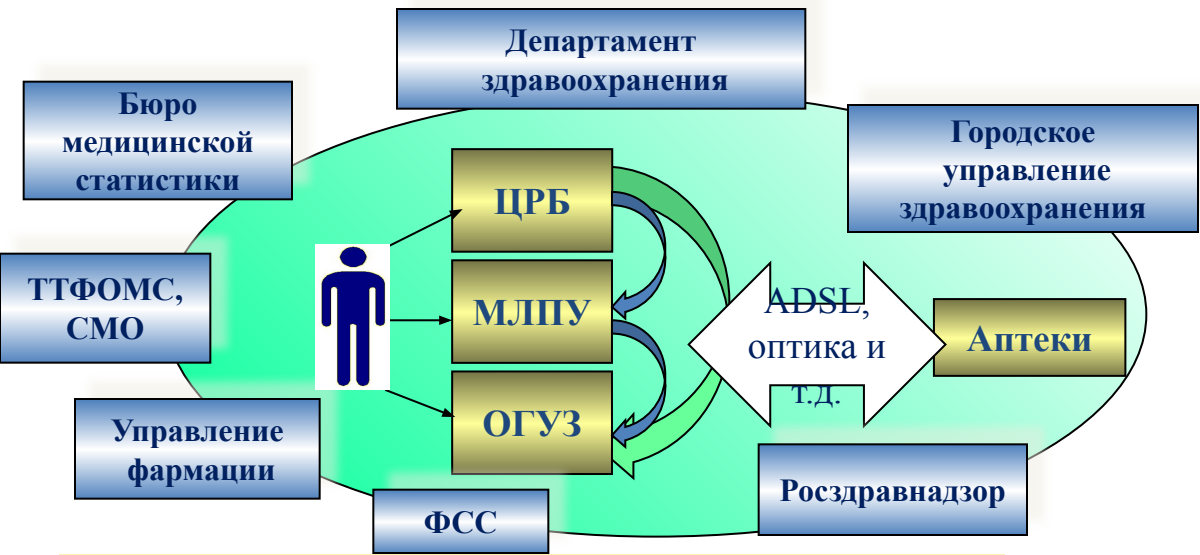 Департамент
здравоохранения
Бюро
медицинской
статистики
Городское
управление
здравоохранения
ЦРБ
ТТФОМС,
СМО
МЛПУ
ADSL,
оптика и
т.д.
Аптеки
ОГУЗ
Управление
фармации
Росздравнадзор
ФСС